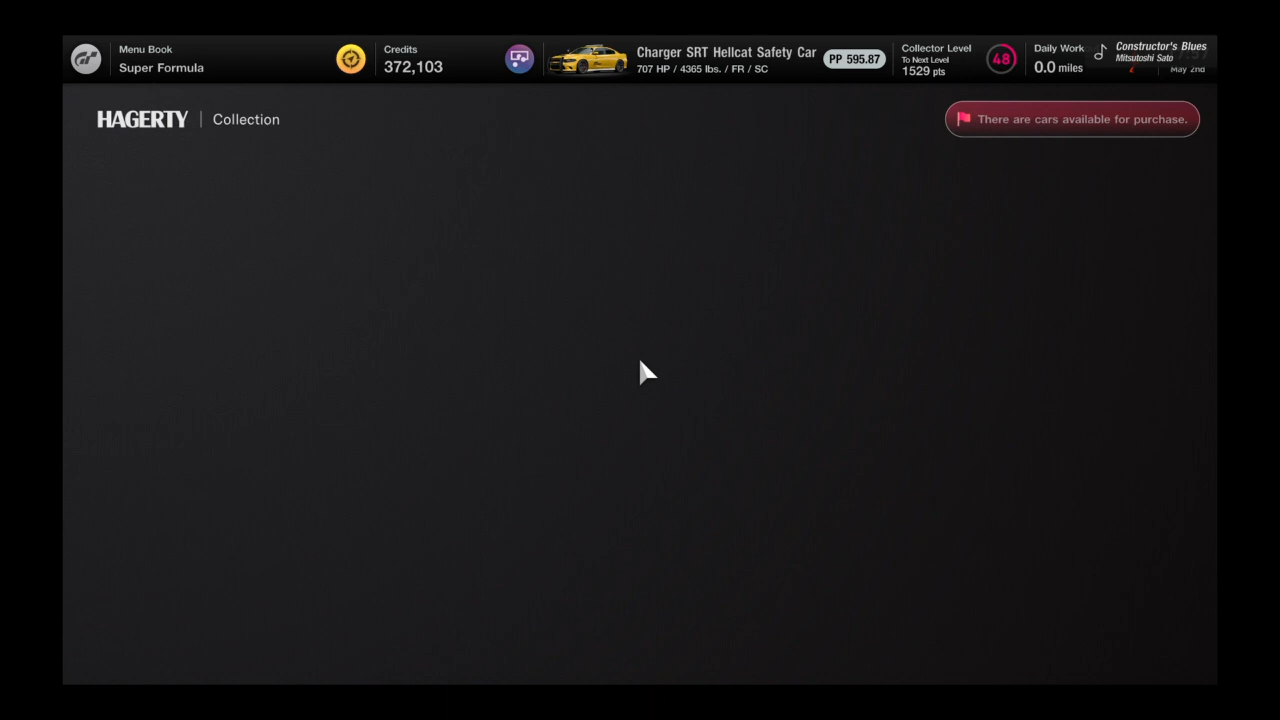 Menu Book
Super Formula
Credits
372,103
Charger SRT Hellcat Safety Car
707 HP / 4365 lbs. / FR / SC
PP 595.87
Collector Level
To Next Level
1529 pts
48
Daily Work
0.0 miles
Constructor's Blues
Mitsutoshi Sato
May 2nd
HAGERTY | Collection
There are cars available for purchase.